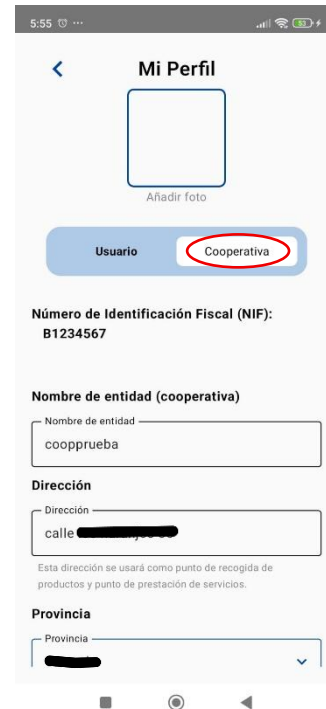 5:55
53
Mi Perfil
Añadir foto
Usuario
Cooperativa
Número de Identificación Fiscal (NIF):
B1234567
Nombre de entidad (cooperativa)
Nombre de entidad
coopprueba
Dirección
Dirección
calle
Esta dirección se usará como punto de recogida de
productos y punto de prestación de servicios.
Provincia
Provincia